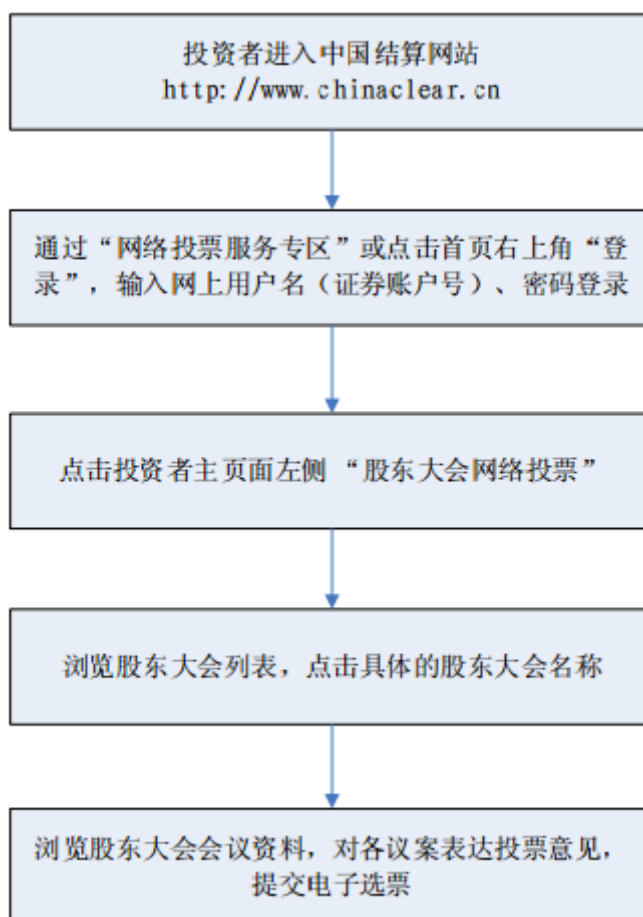 投资者进入中国结算网站
http://www.chinaclear.cn
通过“网络投票服务专区”或点击首页右上角“登
录”，输入网上用户名（证券账户号）、密码登录
点击投资者主页面左侧 “股东大会网络投票”
浏览股东大会列表，点击具体的股东大会名称
浏览股东大会会议资料，对各议案表达投票意见，
提交电子选票